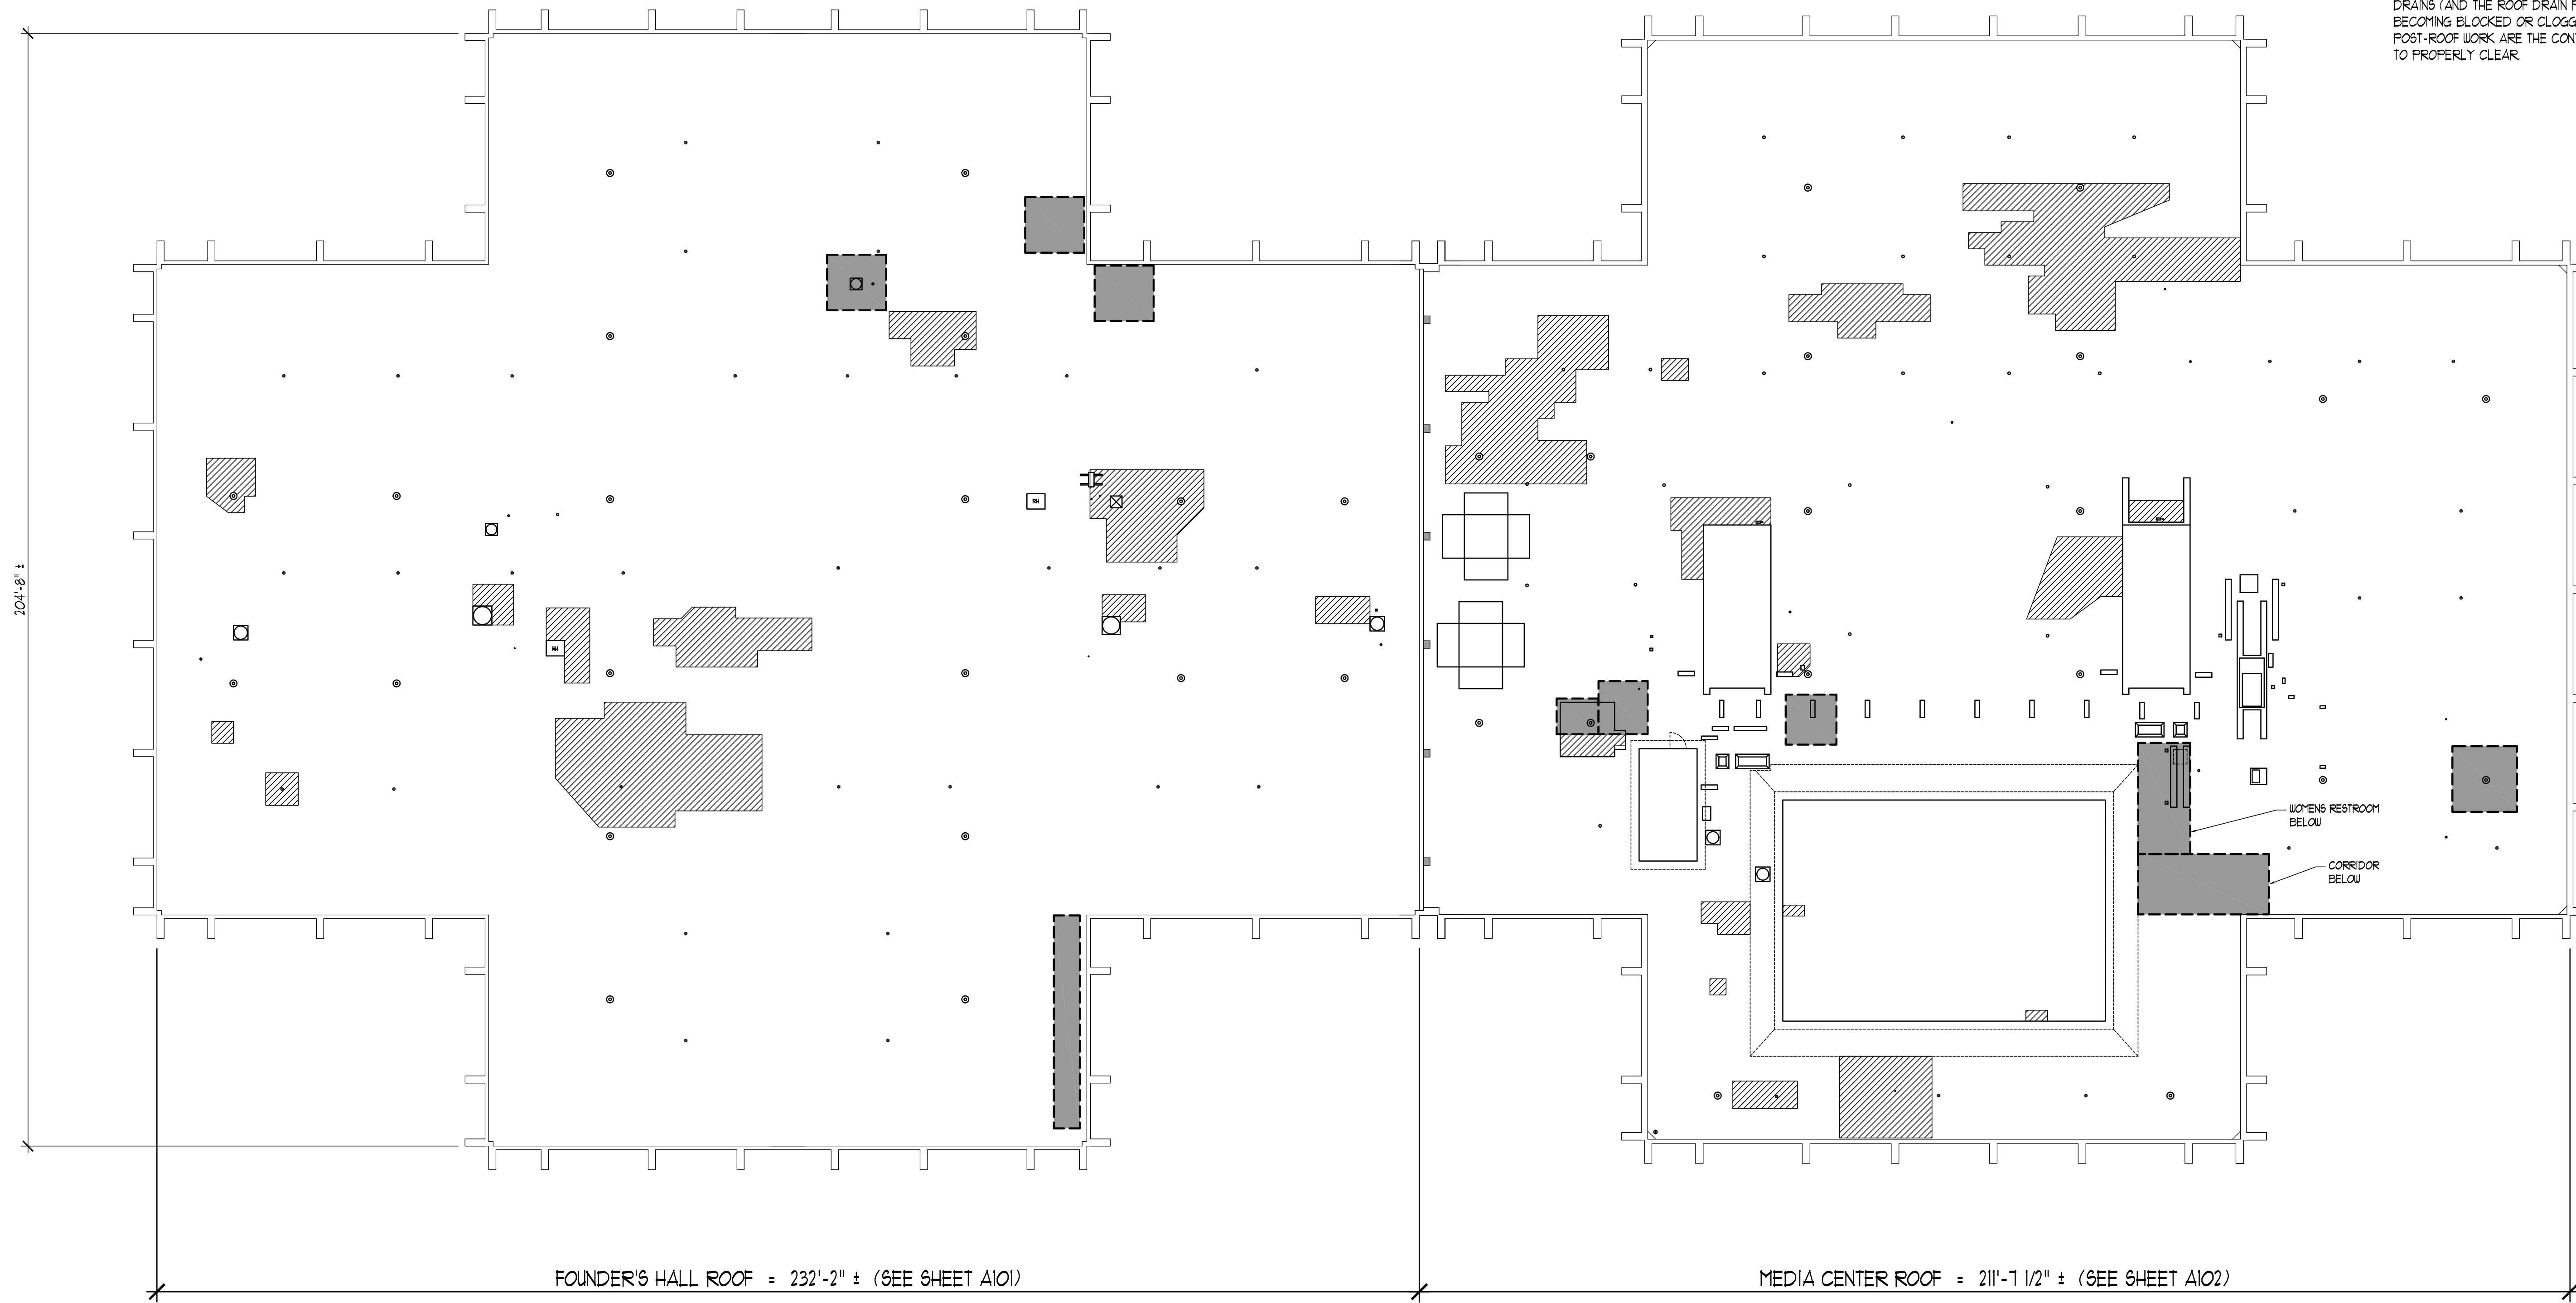 DRAINS (AND THE ROOF DRAIN
BECOMING BLOCKED OR
POST-ROOF WORK ARE THE
TO PROPERLY CLEAR.
RH
204'-8" ±
RH
WOMENS RESTROOM
BELOW
CORRIDOR
BELOW
FOUNDER'S HALL ROOF = 232'-2" ± (SEE SHEET A101)
MEDIA CENTER ROOF = 211'-7 1/2" ± (SEE SHEET A102)